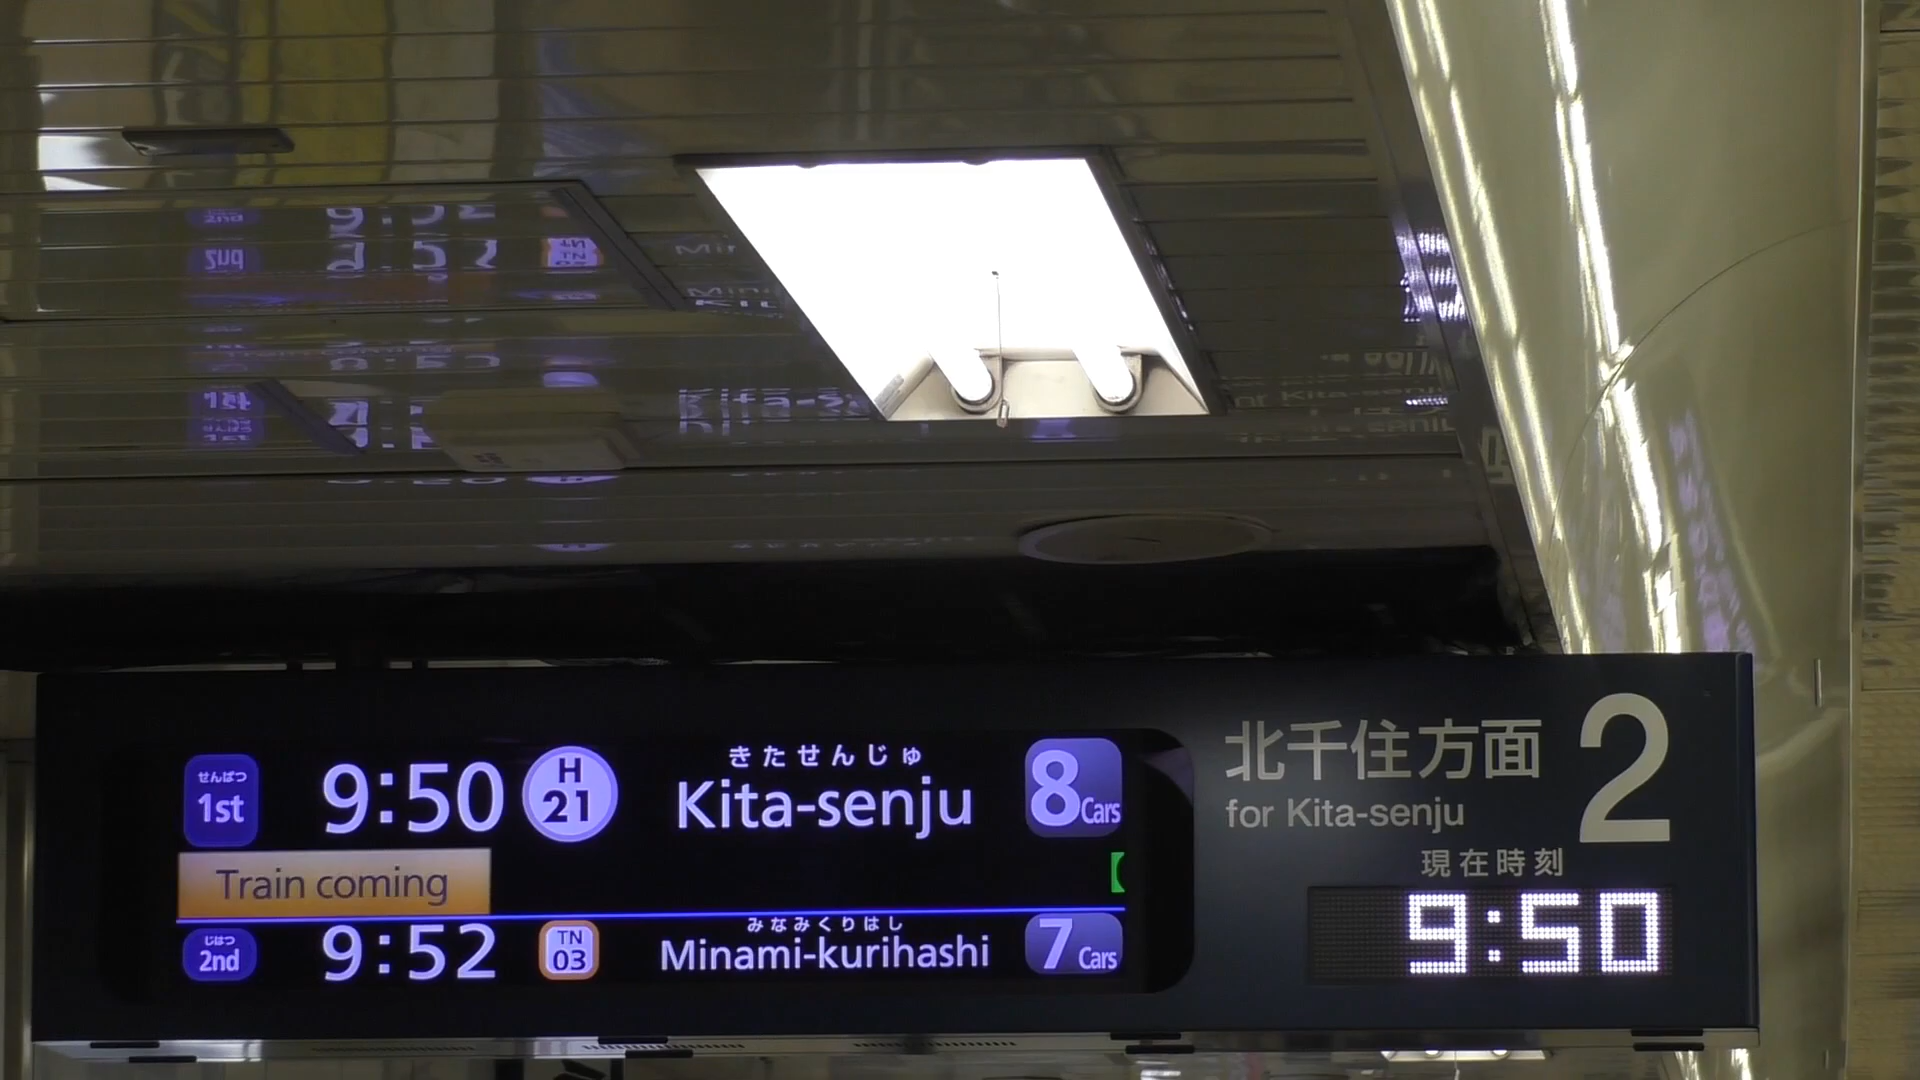 せんぱつ
1st 9:50 H 21 きたせんじゅ Kita-senju 8 Cars
Train coming
じはつ
2nd 9:52 TN 03 みなみくりはし Minami-kurihashi 7 Cars
北千住方面 2
for Kita-senju
現在時刻
9:50